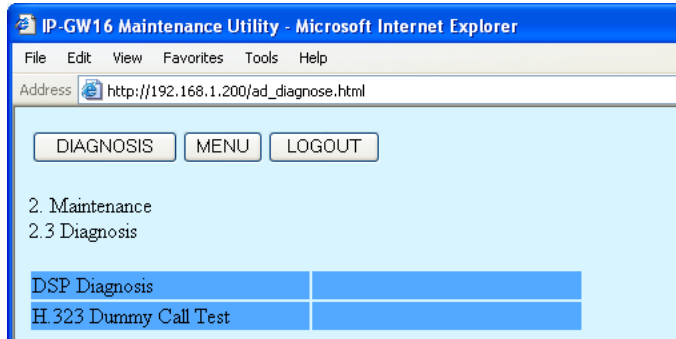 IP-GW16 Maintenance Utility - Microsoft Internet Explorer
File Edit View Favorites Tools Help
Address http://192.168.1.200/ad_diagnose.html
DIAGNOSIS MENU LOGOUT
2. Maintenance
2.3 Diagnosis
DSP Diagnosis
H.323 Dummy Call Test